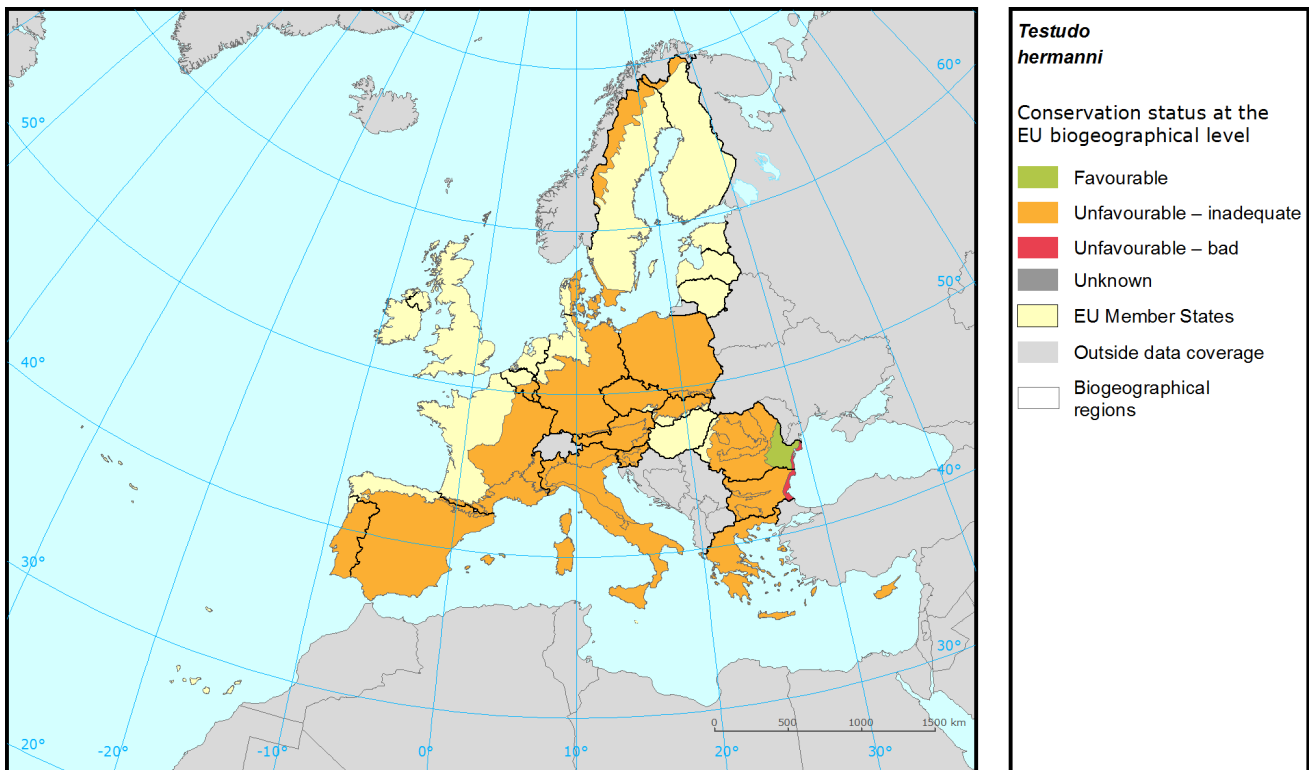 60°
50°
50°
40°
40°
30°
30°
20°
-20°
-10°
0°
10°
20°
30°
0
500
1000
1500 km
Testudo
hermanni
Conservation status at the
EU biogeographical level
Favourable
Unfavourable – inadequate
Unfavourable – bad
Unknown
EU Member States
Outside data coverage
Biogeographical
regions